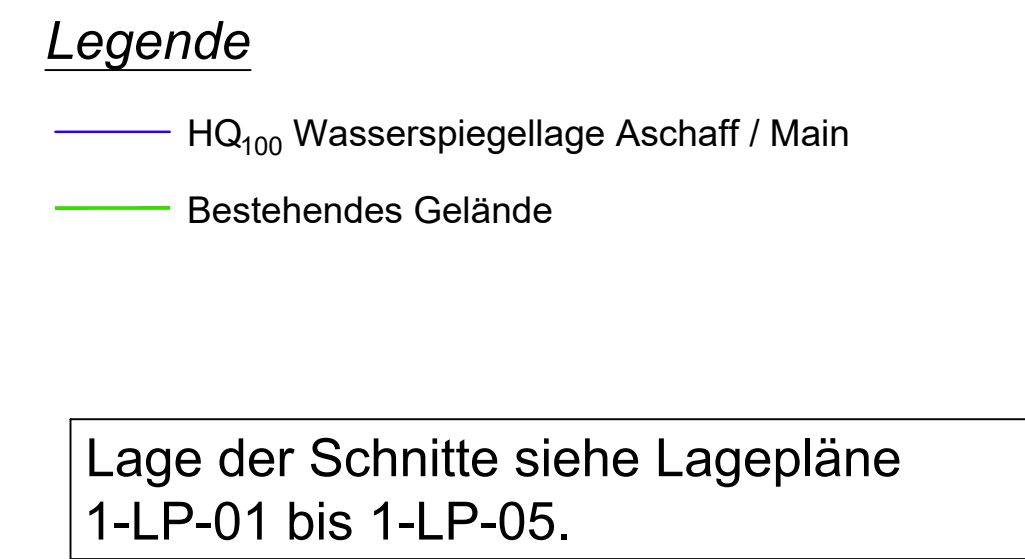 Legende
HQ100 Wasserspiegellage Aschaff / Main
Bestehendes Gelände
Lage der Schnitte siehe Lagepläne
1-LP-01 bis 1-LP-05.